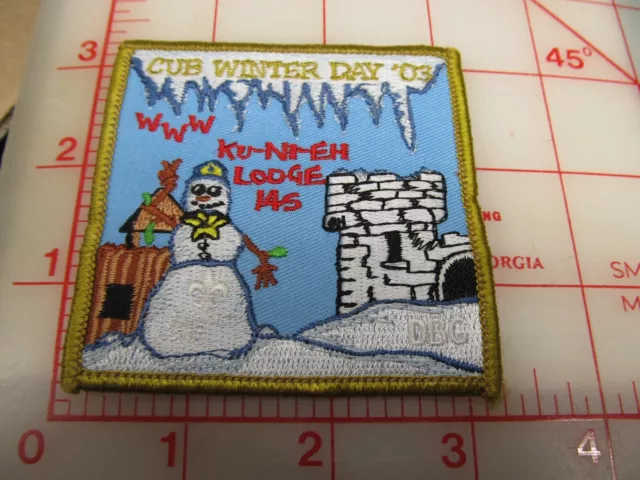 CUB WINTER DAY '03
WWW
KU-NI-EH
LODGE
145
DBC
3
2
1
0
1
2
3
4
45°
NG
ORGIA
SM
M